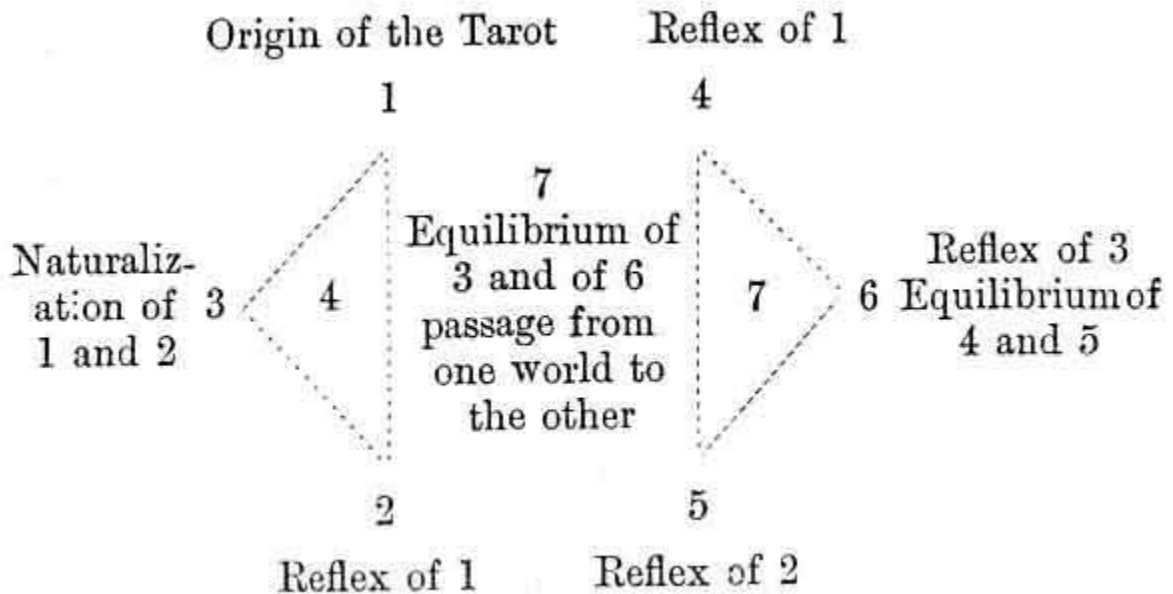 Origin of the Tarot
Reflex of 1
1
4
7
Equilibrium of
3 and of 6
passage from
one world to
the other
Naturaliz-
ation of
1 and 2
3
4
7
6
Reflex of 3
Equilibrium of
4 and 5
2
5
Reflex of 1
Reflex of 2